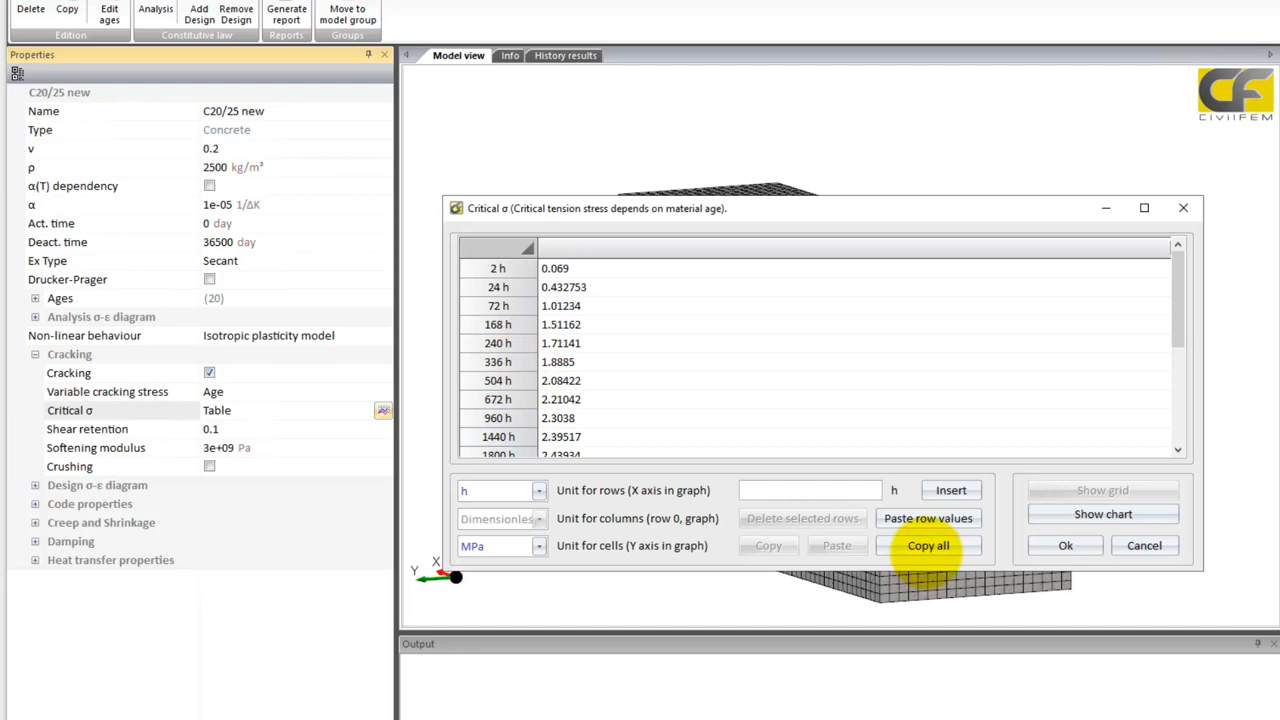 Delete Copy Edit ages Analysis Add Design Remove Design Generate report Move to model group
Edition Constitutive law Reports Groups
Properties
Model view Info History results
CF
CIVILFEM
C20/25 new
Name C20/25 new
Type Concrete
ν 0.2
ρ 2500 kg/m³
α(T) dependency
α 1e-05 1/ΔK
Act. time 0 day
Deact. time 36500 day
Ex Type Secant
Drucker-Prager
Ages (20)
Analysis σ-ε diagram
Non-linear behaviour Isotropic plasticity model
Cracking
Cracking
Variable cracking stress Age
Critical σ Table
Shear retention 0.1
Softening modulus 3e+09 Pa
Crushing
Design σ-ε diagram
Code properties
Creep and Shrinkage
Damping
Heat transfer properties
Critical σ (Critical tension stress depends on material age).
2 h 0.069
24 h 0.432753
72 h 1.01234
168 h 1.51162
240 h 1.71141
336 h 1.8885
504 h 2.08422
672 h 2.21042
960 h 2.3038
1440 h 2.39517
1800 h 2.43934
h Unit for rows (X axis in graph) h Insert Show grid
Dimensionles Unit for columns (row 0, graph) Delete selected rows Paste row values Show chart
MPa Unit for cells (Y axis in graph) Copy Paste Copy all Ok Cancel
X
Y
Output